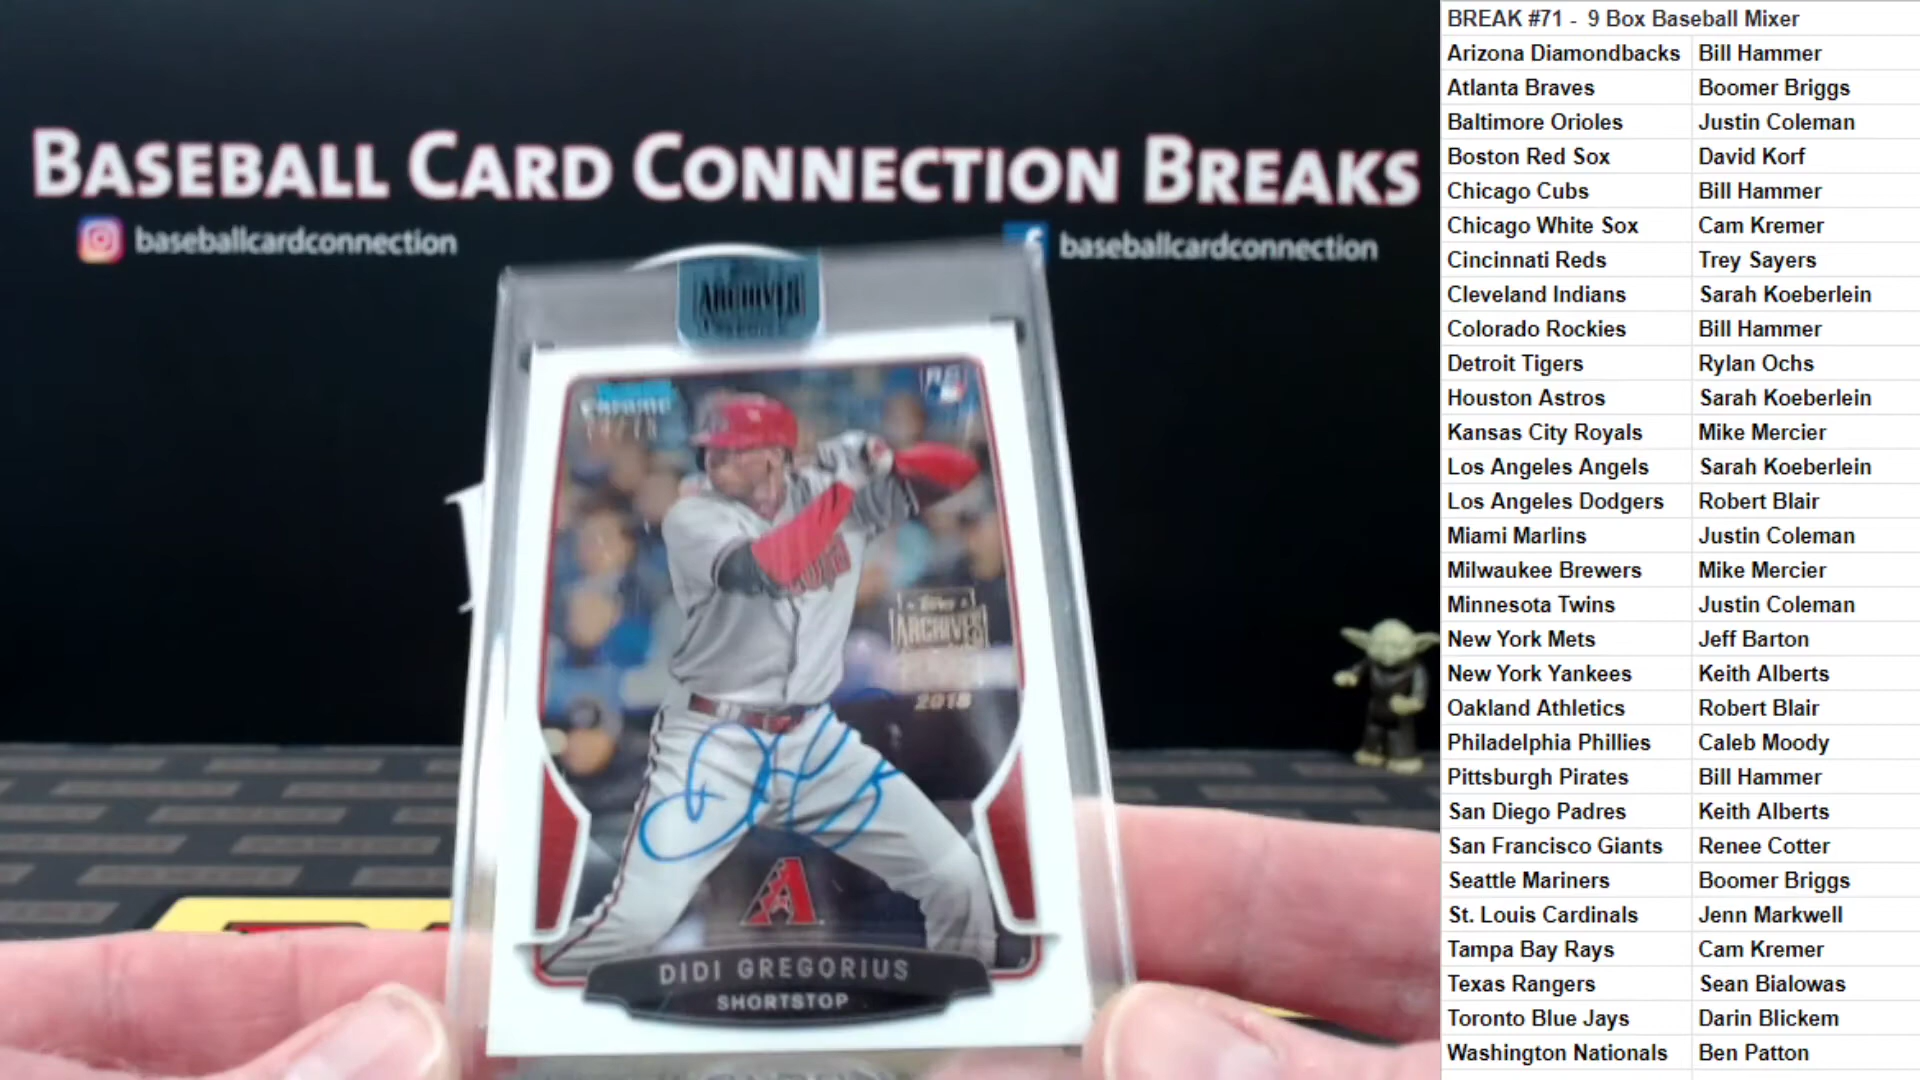 BASEBALL CARD CONNECTION BREAKS
baseballcardconnection
baseballcardconnection
ARCHIVES
CHROME
RC
Topps
ARCHIVES
2018
A
DIDI GREGORIUS
SHORTSTOP
BREAK #71 - 9 Box Baseball Mixer
Arizona Diamondbacks Bill Hammer
Atlanta Braves Boomer Briggs
Baltimore Orioles Justin Coleman
Boston Red Sox David Korf
Chicago Cubs Bill Hammer
Chicago White Sox Cam Kremer
Cincinnati Reds Trey Sayers
Cleveland Indians Sarah Koeberlein
Colorado Rockies Bill Hammer
Detroit Tigers Rylan Ochs
Houston Astros Sarah Koeberlein
Kansas City Royals Mike Mercier
Los Angeles Angels Sarah Koeberlein
Los Angeles Dodgers Robert Blair
Miami Marlins Justin Coleman
Milwaukee Brewers Mike Mercier
Minnesota Twins Justin Coleman
New York Mets Jeff Barton
New York Yankees Keith Alberts
Oakland Athletics Robert Blair
Philadelphia Phillies Caleb Moody
Pittsburgh Pirates Bill Hammer
San Diego Padres Keith Alberts
San Francisco Giants Renee Cotter
Seattle Mariners Boomer Briggs
St. Louis Cardinals Jenn Markwell
Tampa Bay Rays Cam Kremer
Texas Rangers Sean Bialowas
Toronto Blue Jays Darin Blickem
Washington Nationals Ben Patton